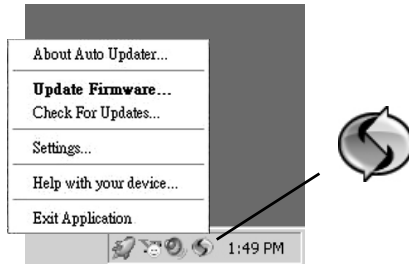 About Auto Updater...
Update Firmware...
Check For Updates...
Settings...
Help with your device...
Exit Application
1:49 PM